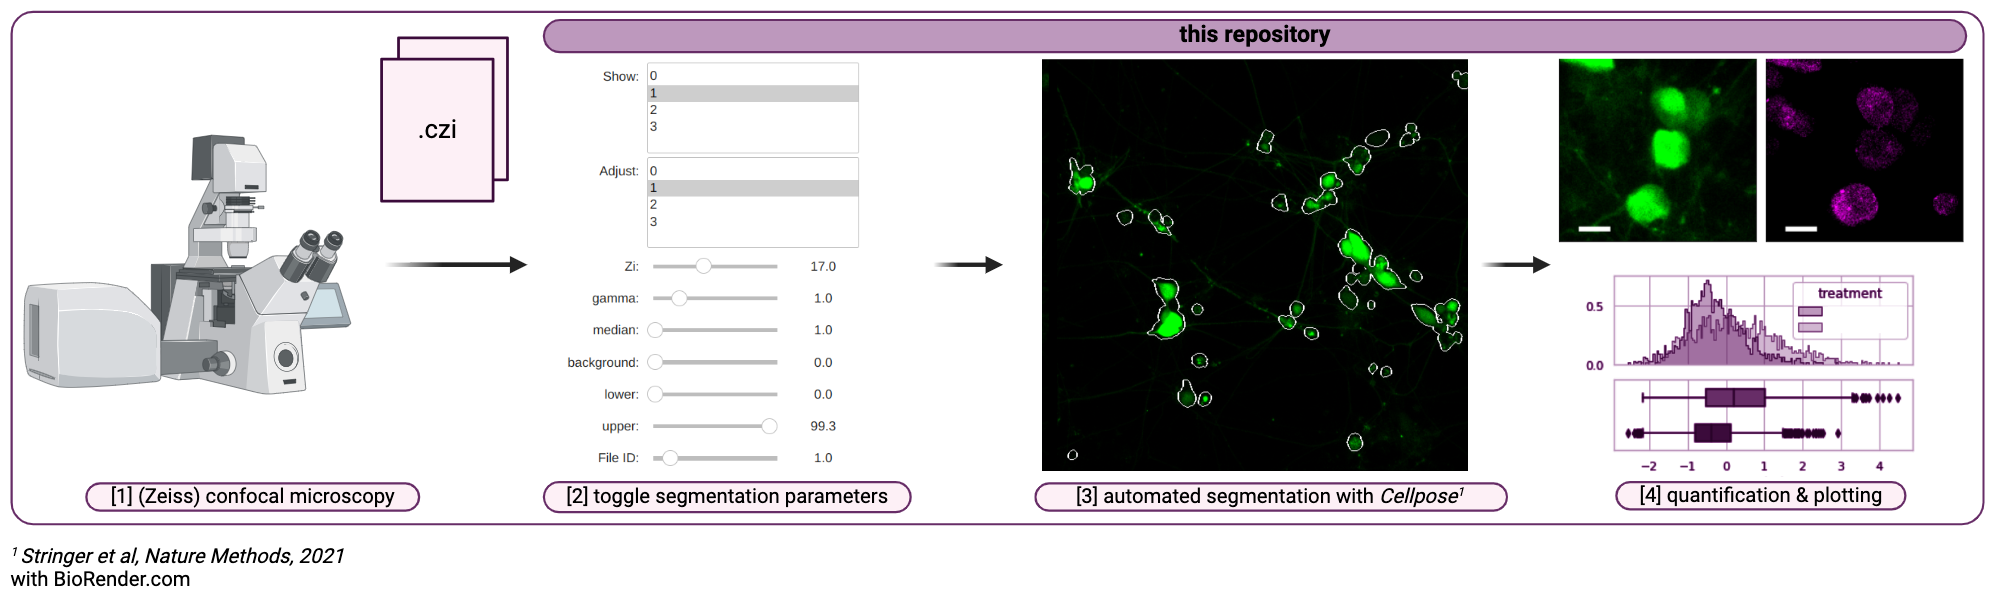 this repository
.czi
Show:
0
1
2
3
Adjust:
0
1
2
3
Zi: 17.0
gamma: 1.0
median: 1.0
background: 0.0
lower: 0.0
upper: 99.3
File ID: 1.0
treatment
0.5
0.0
−2 −1 0 1 2 3 4
[1] (Zeiss) confocal microscopy
[2] toggle segmentation parameters
[3] automated segmentation with Cellpose¹
[4] quantification & plotting
¹ Stringer et al, Nature Methods, 2021
with BioRender.com